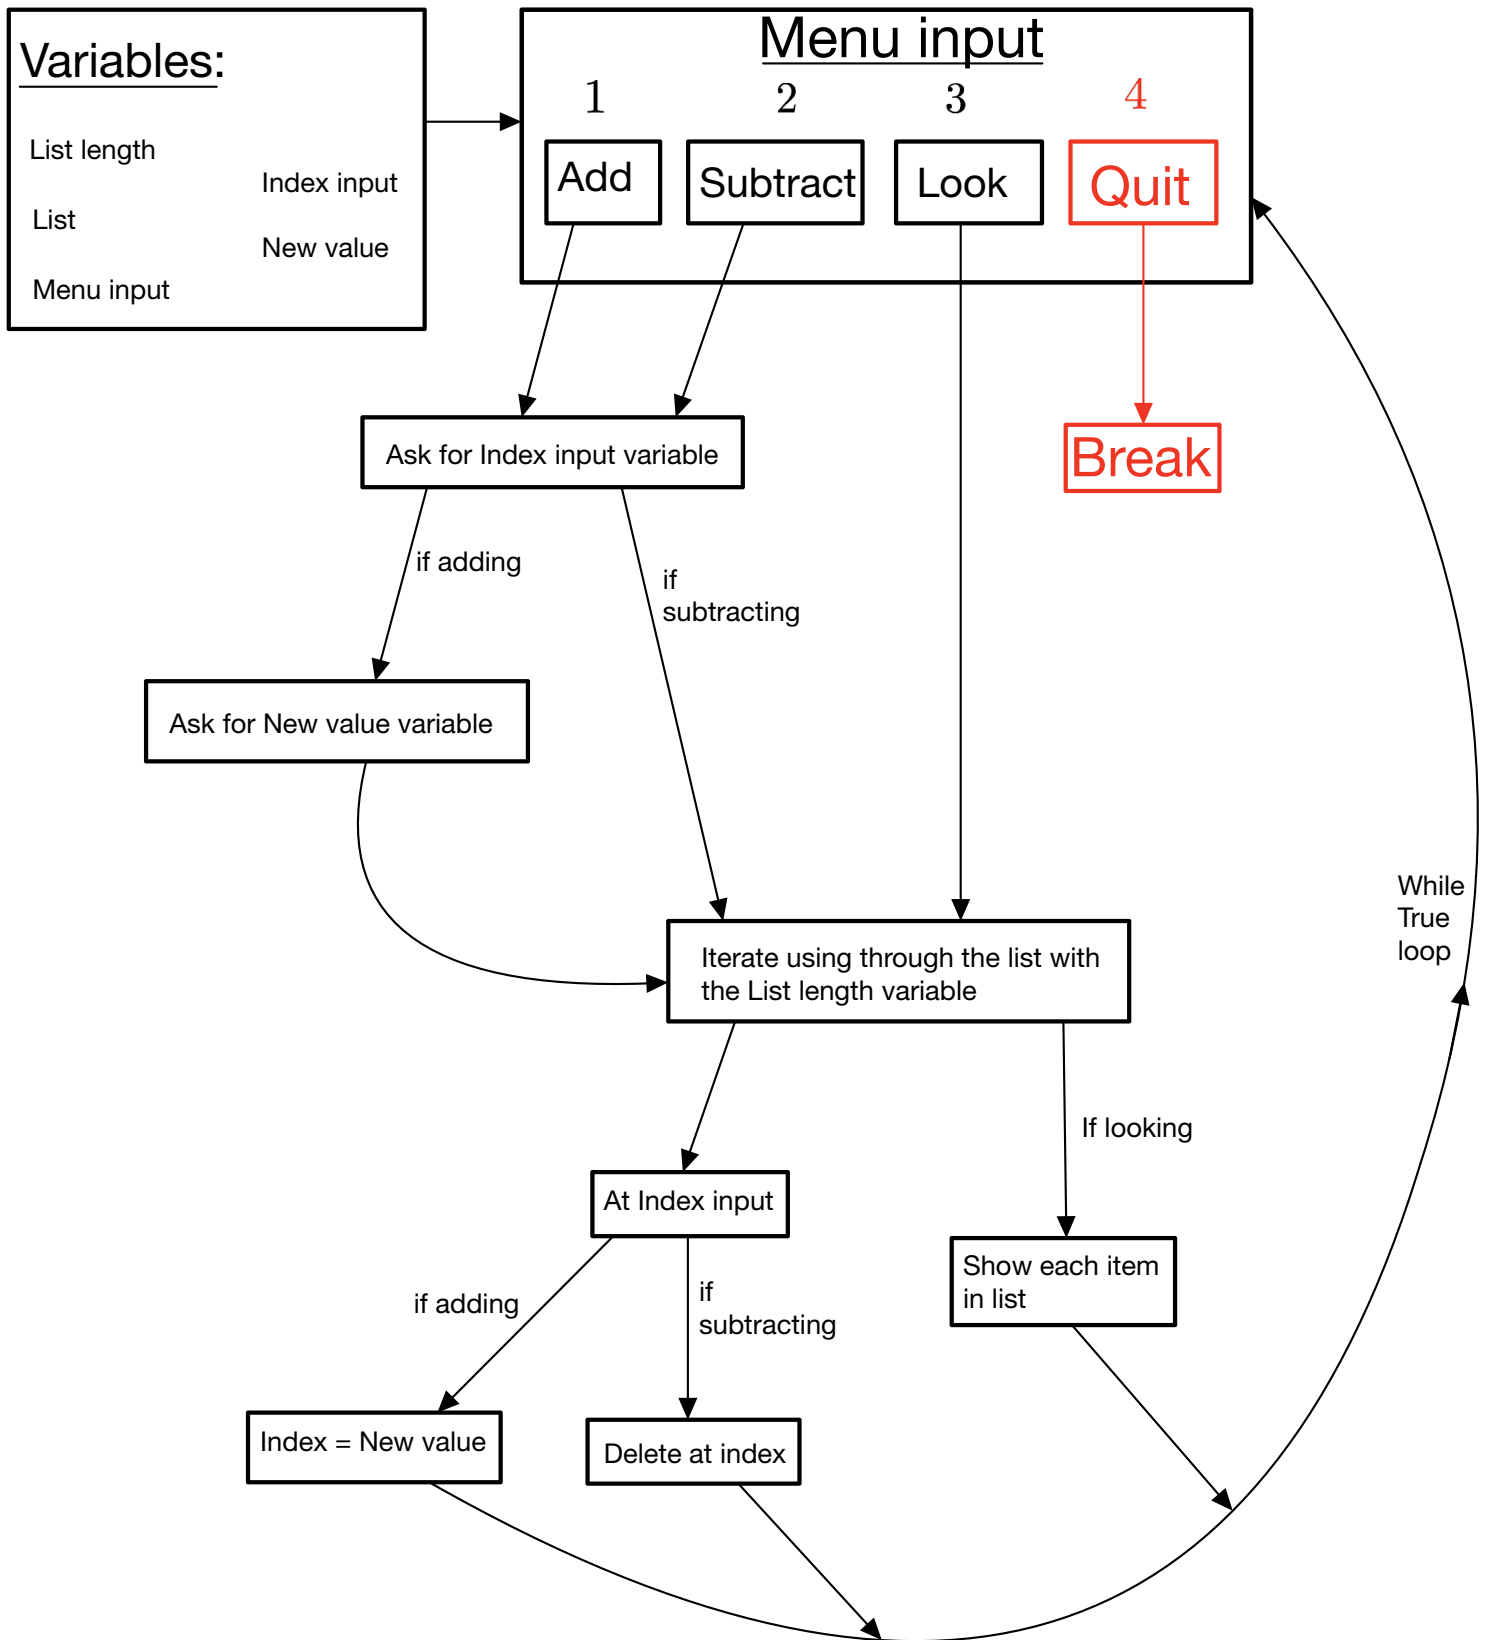 Variables:
List length
Index input
List
New value
Menu input
Menu input
1 2 3 4
Add Subtract Look Quit
Ask for Index input variable
Break
if adding
if
subtracting
Ask for New value variable
While
True
loop
Iterate using through the list with
the List length variable
If looking
At Index input
Show each item
in list
if adding
if
subtracting
Index = New value
Delete at index